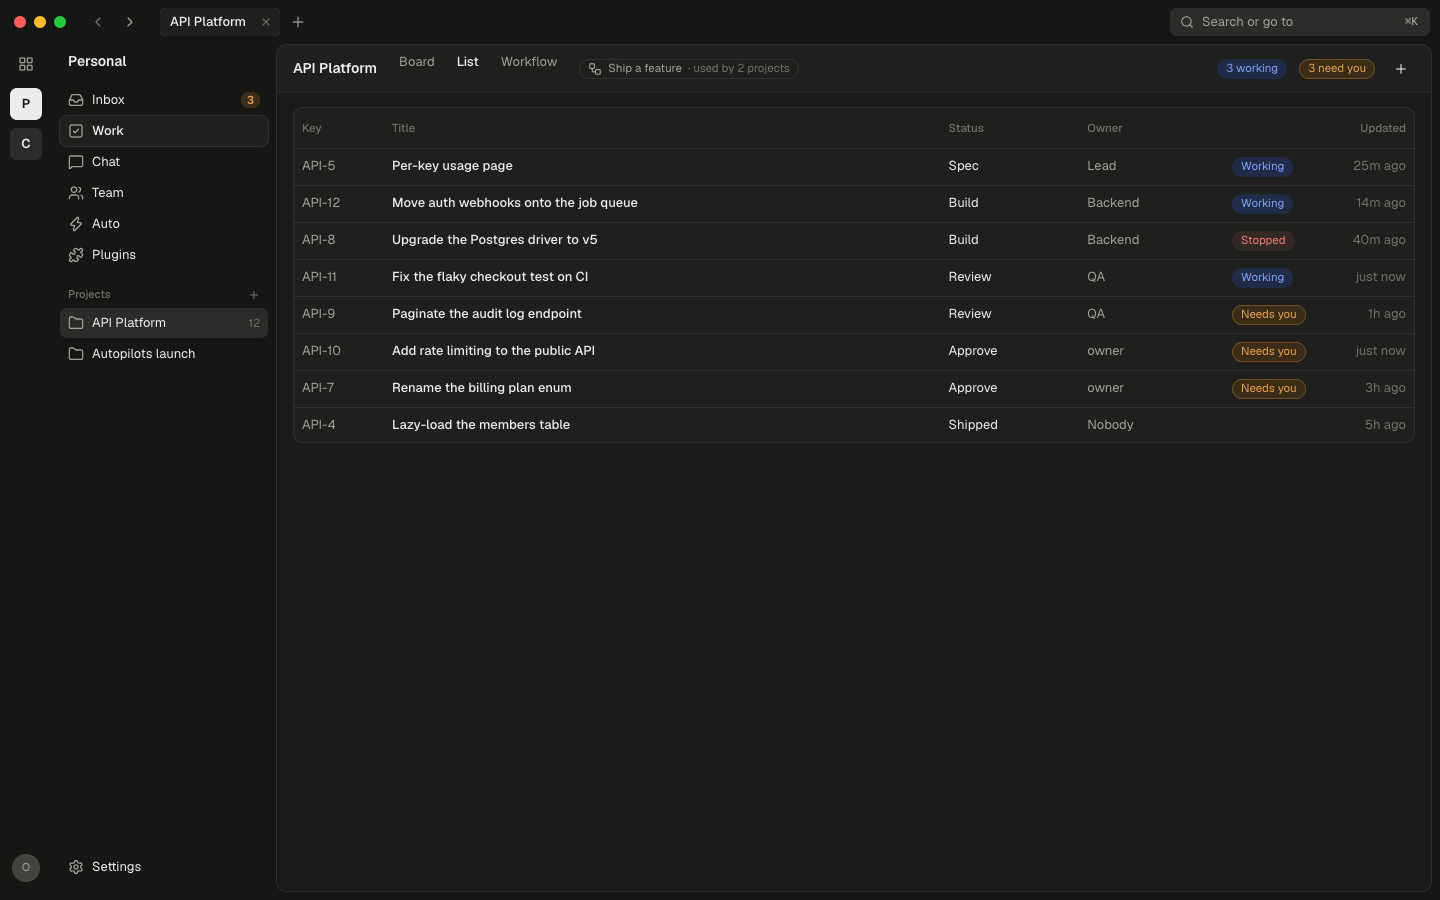 API Platform
Search or go to ⌘K
Personal
P
C
Inbox 3
Work
Chat
Team
Auto
Plugins
Projects
API Platform 12
Autopilots launch
O
Settings
API Platform Board List Workflow Ship a feature · used by 2 projects 3 working 3 need you
Key Title Status Owner Updated
API-5 Per-key usage page Spec Lead Working 25m ago
API-12 Move auth webhooks onto the job queue Build Backend Working 14m ago
API-8 Upgrade the Postgres driver to v5 Build Backend Stopped 40m ago
API-11 Fix the flaky checkout test on CI Review QA Working just now
API-9 Paginate the audit log endpoint Review QA Needs you 1h ago
API-10 Add rate limiting to the public API Approve owner Needs you just now
API-7 Rename the billing plan enum Approve owner Needs you 3h ago
API-4 Lazy-load the members table Shipped Nobody 5h ago